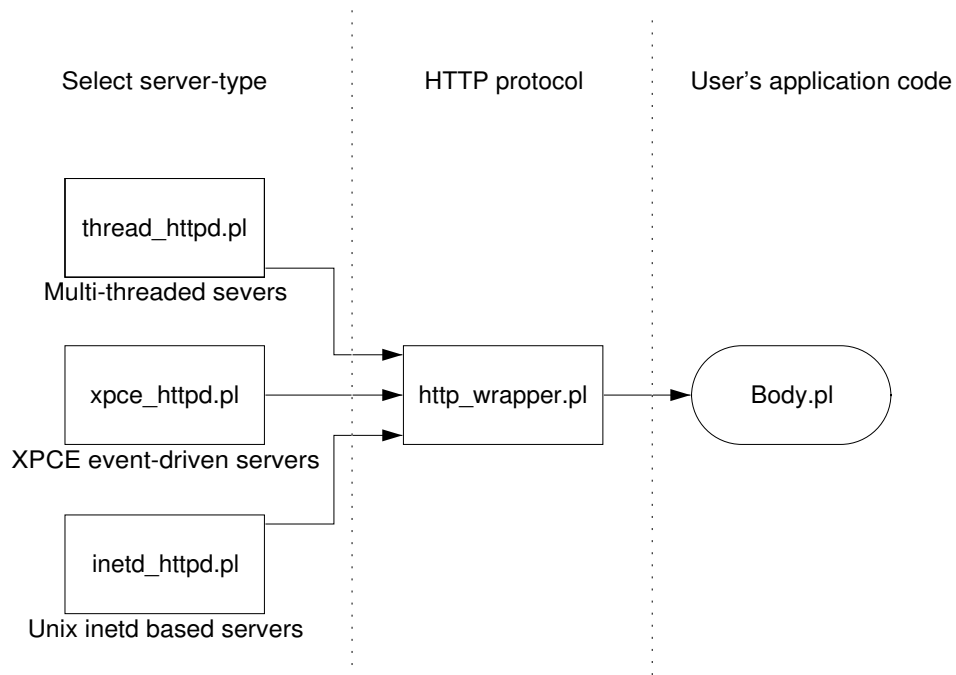 Select server-type
HTTP protocol
User's application code
thread_httpd.pl
Multi-threaded severs
xpce_httpd.pl
http_wrapper.pl
Body.pl
XPCE event-driven servers
inetd_httpd.pl
Unix inetd based servers